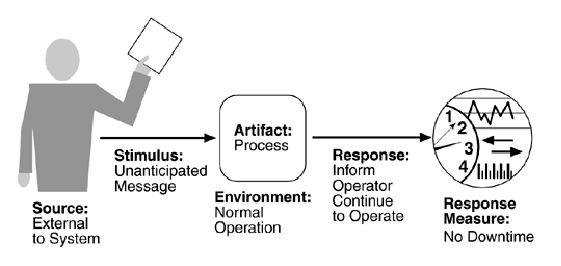 Source:
External
to System
Stimulus:
Unanticipated
Message
Artifact:
Process
Environment:
Normal
Operation
Response:
Inform
Operator
Continue
to Operate
1
2
3
4
Response
Measure:
No Downtime